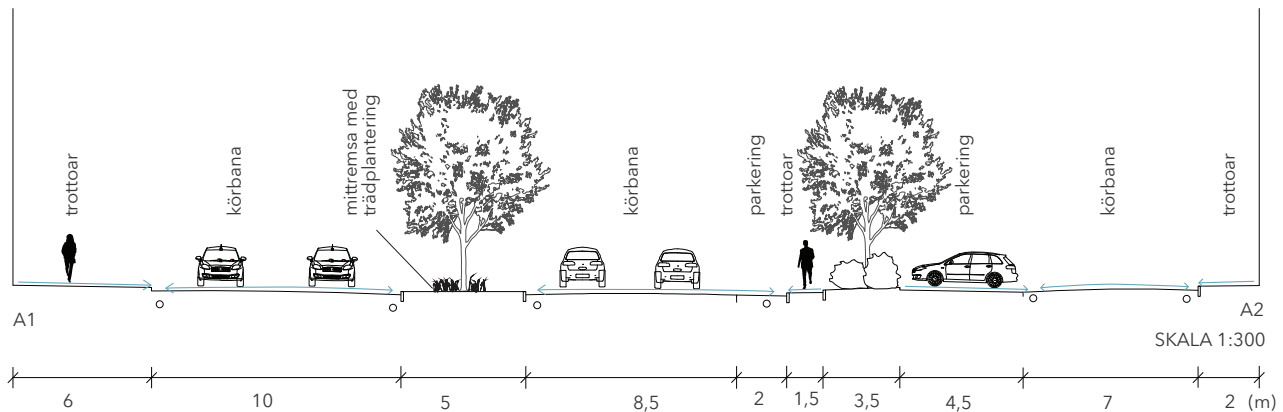 trottoar
körbana
mittremsa med
trädplantering
körbana
parkering
trottoar
parkering
körbana
trottoar
A1
A2
SKALA 1:300
6
10
5
8,5
2
1,5
3,5
4,5
7
2 (m)